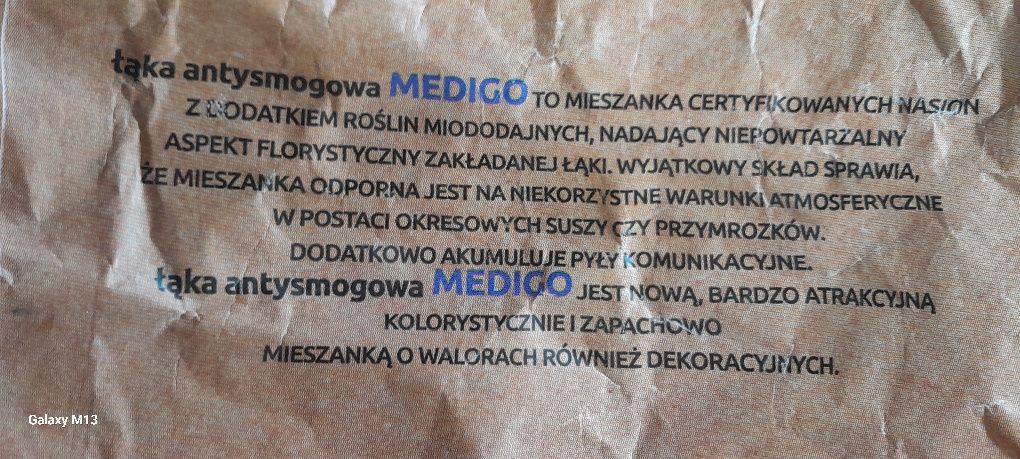 łąka antysmogowa MEDIGO TO MIESZANKA CERTYFIKOWANYCH NASION
Z DODATKIEM ROŚLIN MIODODAJNYCH, NADAJĄCY NIEPOWTARZALNY
ASPEKT FLORYSTYCZNY ZAKŁADANEJ ŁĄKI. WYJĄTKOWY SKŁAD SPRAWIA,
ŻE MIESZANKA ODPORNA JEST NA NIEKORZYSTNE WARUNKI ATMOSFERYCZNE
W POSTACI OKRESOWYCH SUSZY CZY PRZYMROZKÓW.
DODATKOWO AKUMULUJE PYŁY KOMUNIKACYJNE.
łąka antysmogowa MEDIGO JEST NOWĄ, BARDZO ATRAKCYJNĄ
KOLORYSTYCZNIE I ZAPACHOWO
MIESZANKĄ O WALORACH RÓWNIEŻ DEKORACYJNYCH.
Galaxy M13